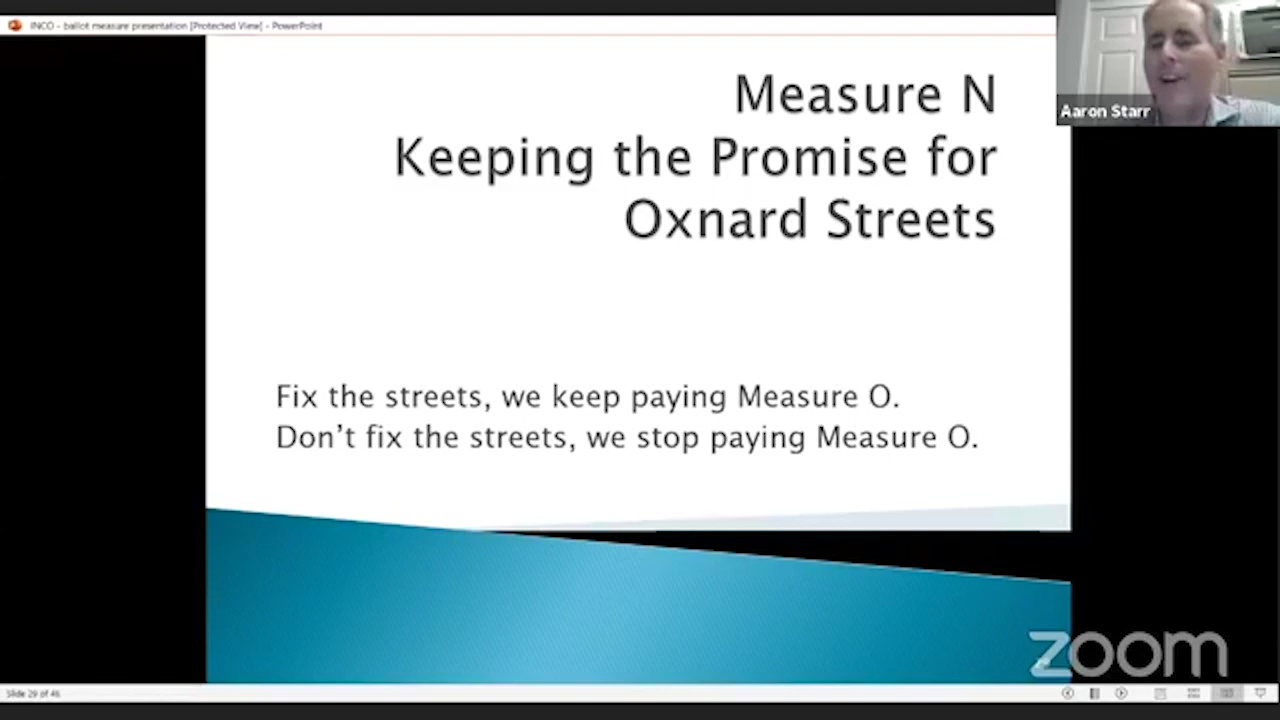 INCO - ballot measure presentation [Protected View] - PowerPoint
Aaron Starr
Measure N
Keeping the Promise for
Oxnard Streets
Fix the streets, we keep paying Measure O.
Don't fix the streets, we stop paying Measure O.
zoom
Slide 29 of 46